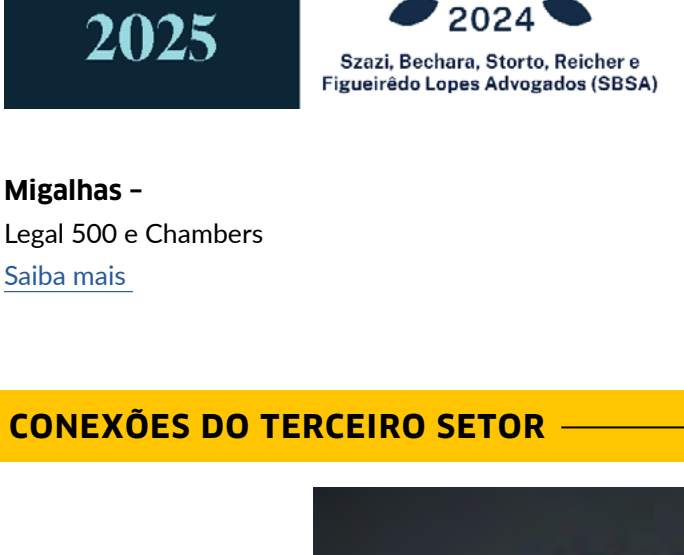 2025
2024
Szazi, Bechara, Storto, Reicher e
Figueirêdo Lopes Advogados (SBSA)
Migalhas –
Legal 500 e Chambers
Saiba mais
CONEXÕES DO TERCEIRO SETOR